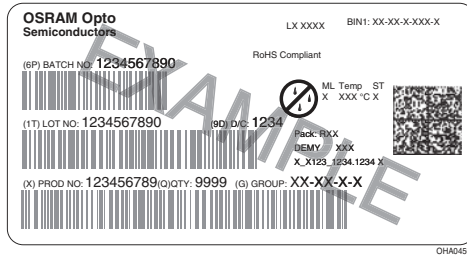 OSRAM Opto
Semiconductors
LX XXXX
BIN1: XX-XX-X-XXX-X
RoHS Compliant
(6P) BATCH NO: 1234567890
ML Temp ST
X XXX °C X
(1T) LOT NO: 1234567890
(9D) D/C: 1234
Pack: RXX
DEMY XXX
X_X123_1234.1234 X
(X) PROD NO: 123456789(Q)QTY: 9999 (G) GROUP: XX-XX-X-X
EXAMPLE
OHA045